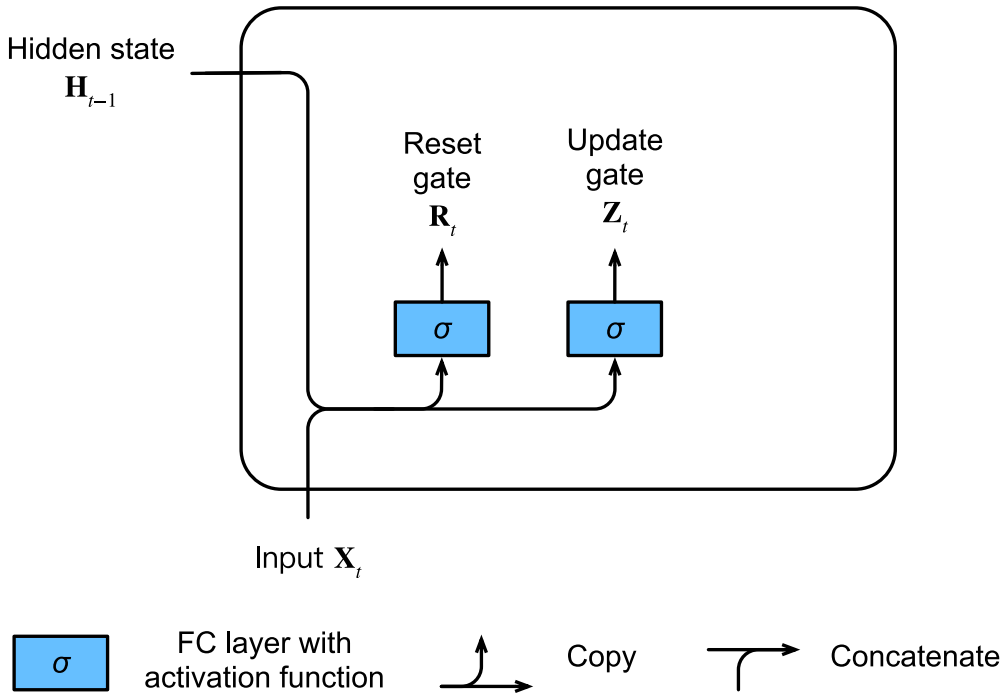 Hidden state
H_{t−1}
Reset
gate
R_t
Update
gate
Z_t
σ
σ
Input X_t
σ
FC layer with
activation function
Copy
Concatenate